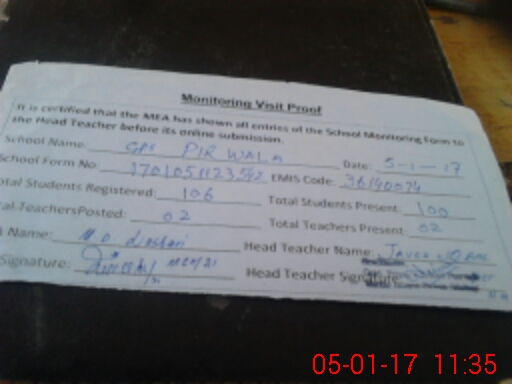 Monitoring Visit Proof
It is certified that the MEA has shown all entries of the School Monitoring Form to
the Head Teacher before its online submission.
School Name: GPS PIR WALA Date: 5-1-17
School Form No: EMIS Code:
otal Students Registered: 106 Total Students Present: 100
tal Teachers Posted: 02 Total Teachers Present: 02
Name: Head Teacher Name:
Signature: Head Teacher Signature:
05-01-17 11:35